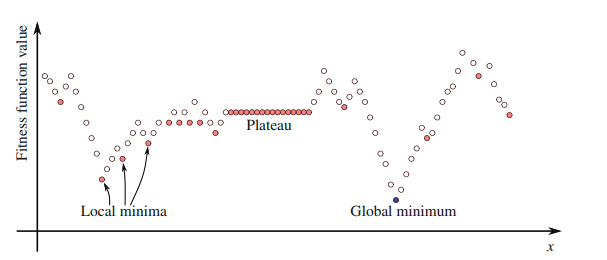 Fitness function value
Plateau
Local minima
Global minimum
x